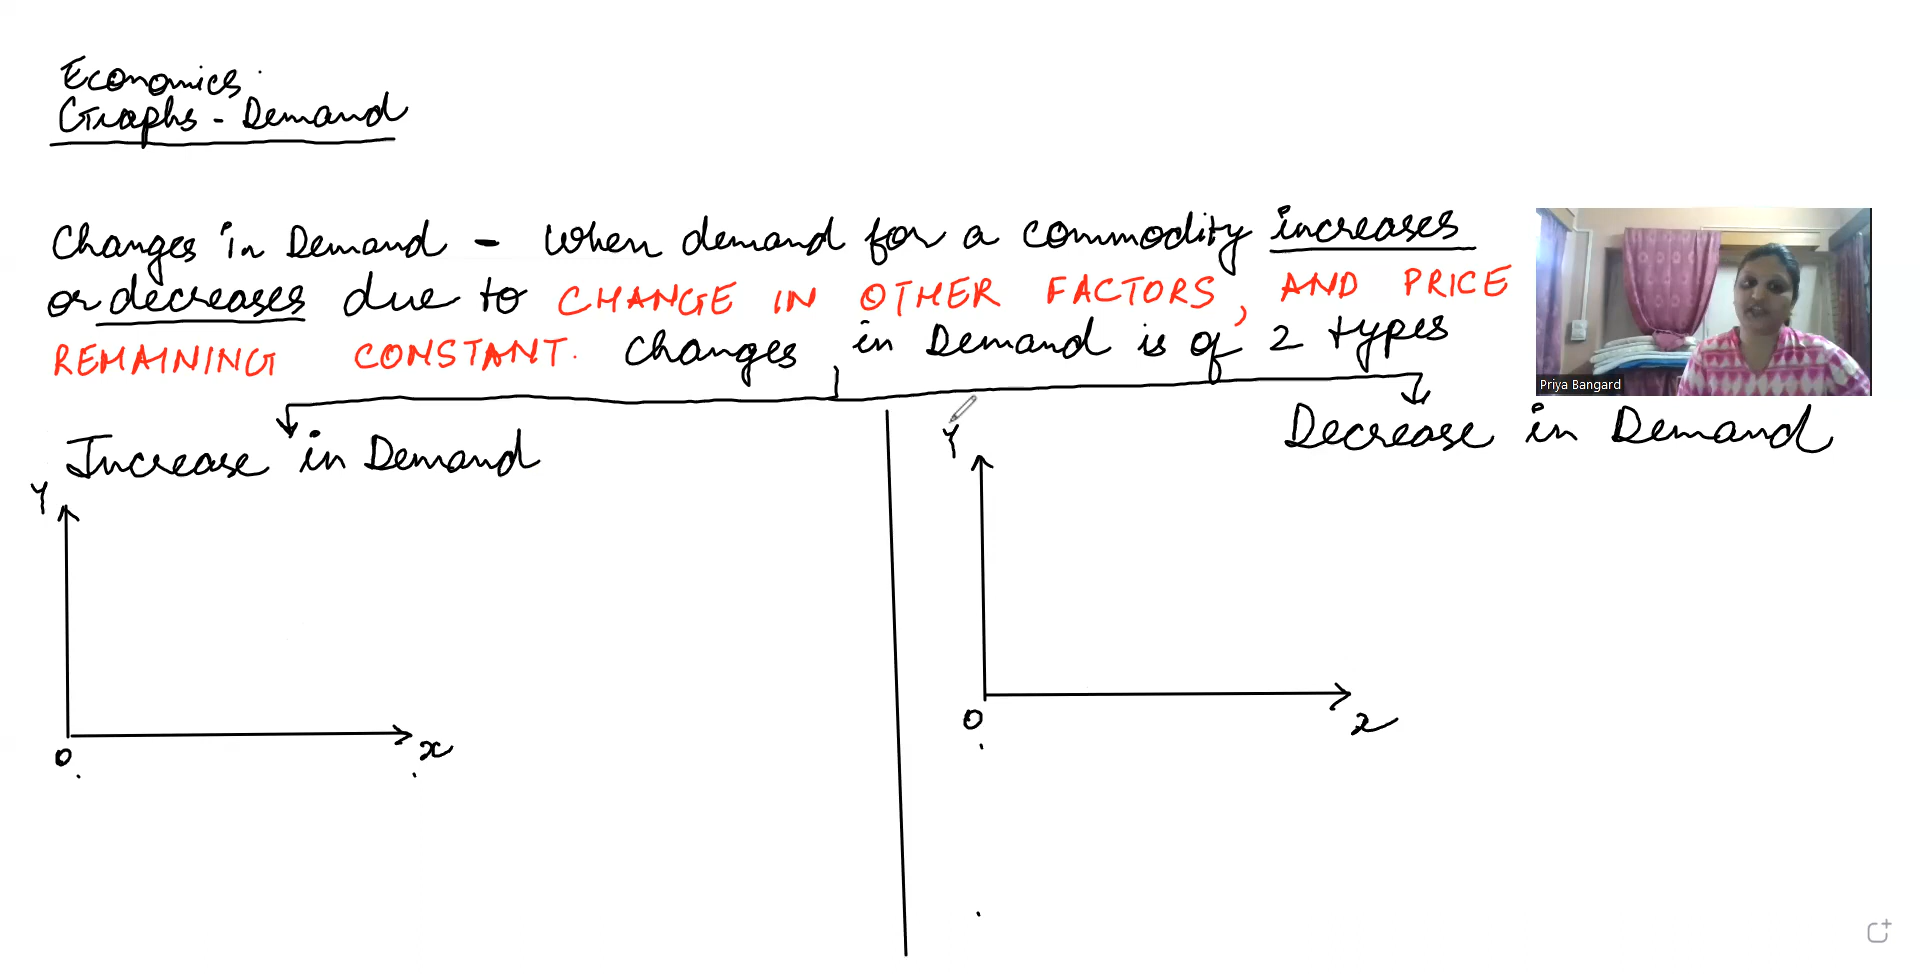 Economics
Graphs - Demand
Changes in Demand - When demand for a commodity increases
or decreases due to CHANGE IN OTHER FACTORS, AND PRICE
REMAINING CONSTANT. Changes in Demand is of 2 types
Priya Bangard
Increase in Demand
Decrease in Demand
Y
O
x
Y
O
x